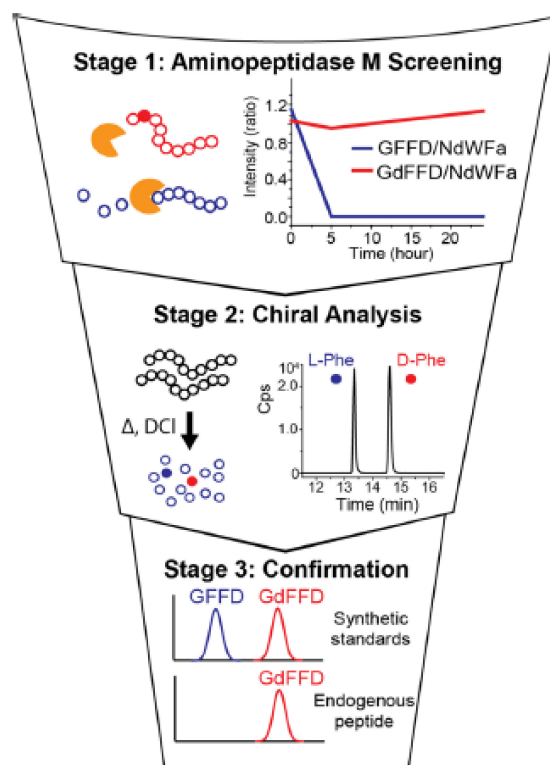 Stage 1: Aminopeptidase M Screening
Intensity (ratio)
1.2
0.8
0.4
0.0
GFFD/NdWFa
GdFFD/NdWFa
0 5 10 15 20
Time (hour)
Stage 2: Chiral Analysis
Δ, DCl
L-Phe D-Phe
10⁴
2.0
1.0
0
Cps
12 13 14 15 16
Time (min)
Stage 3: Confirmation
GFFD GdFFD
Synthetic
standards
GdFFD
Endogenous
peptide